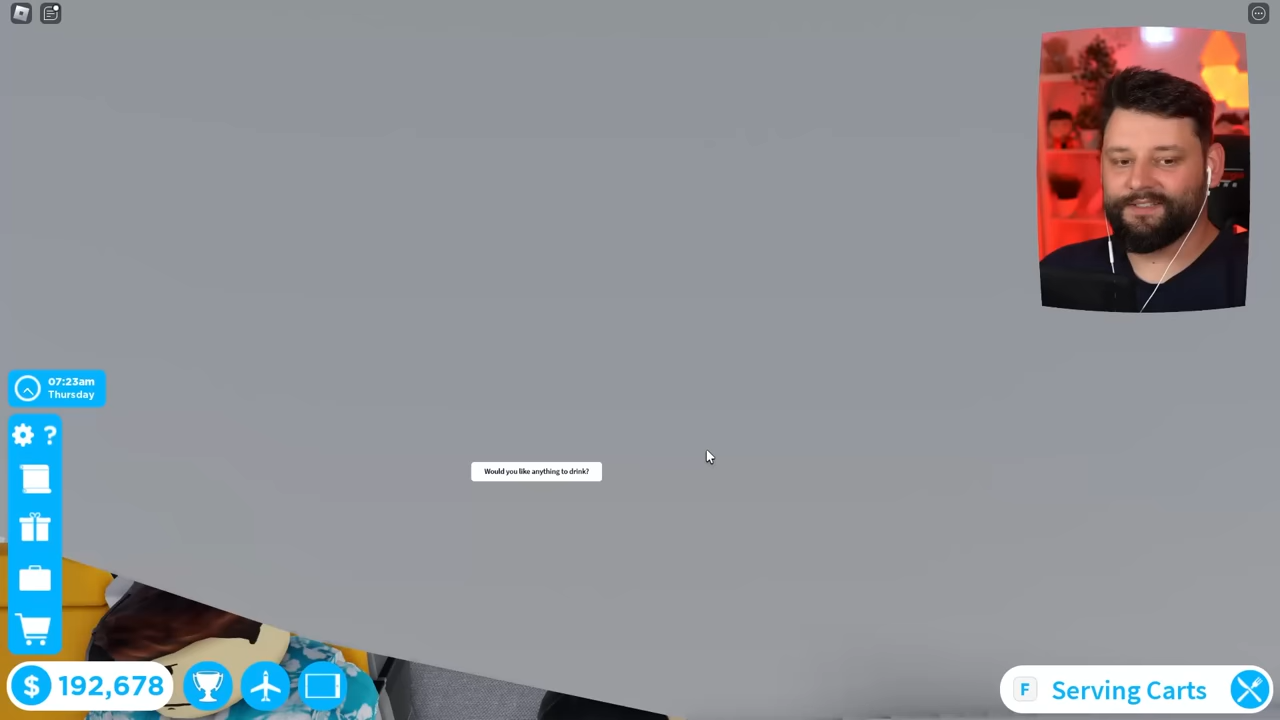 07:23am
Thursday
?
Would you like anything to drink?
$ 192,678
F Serving Carts